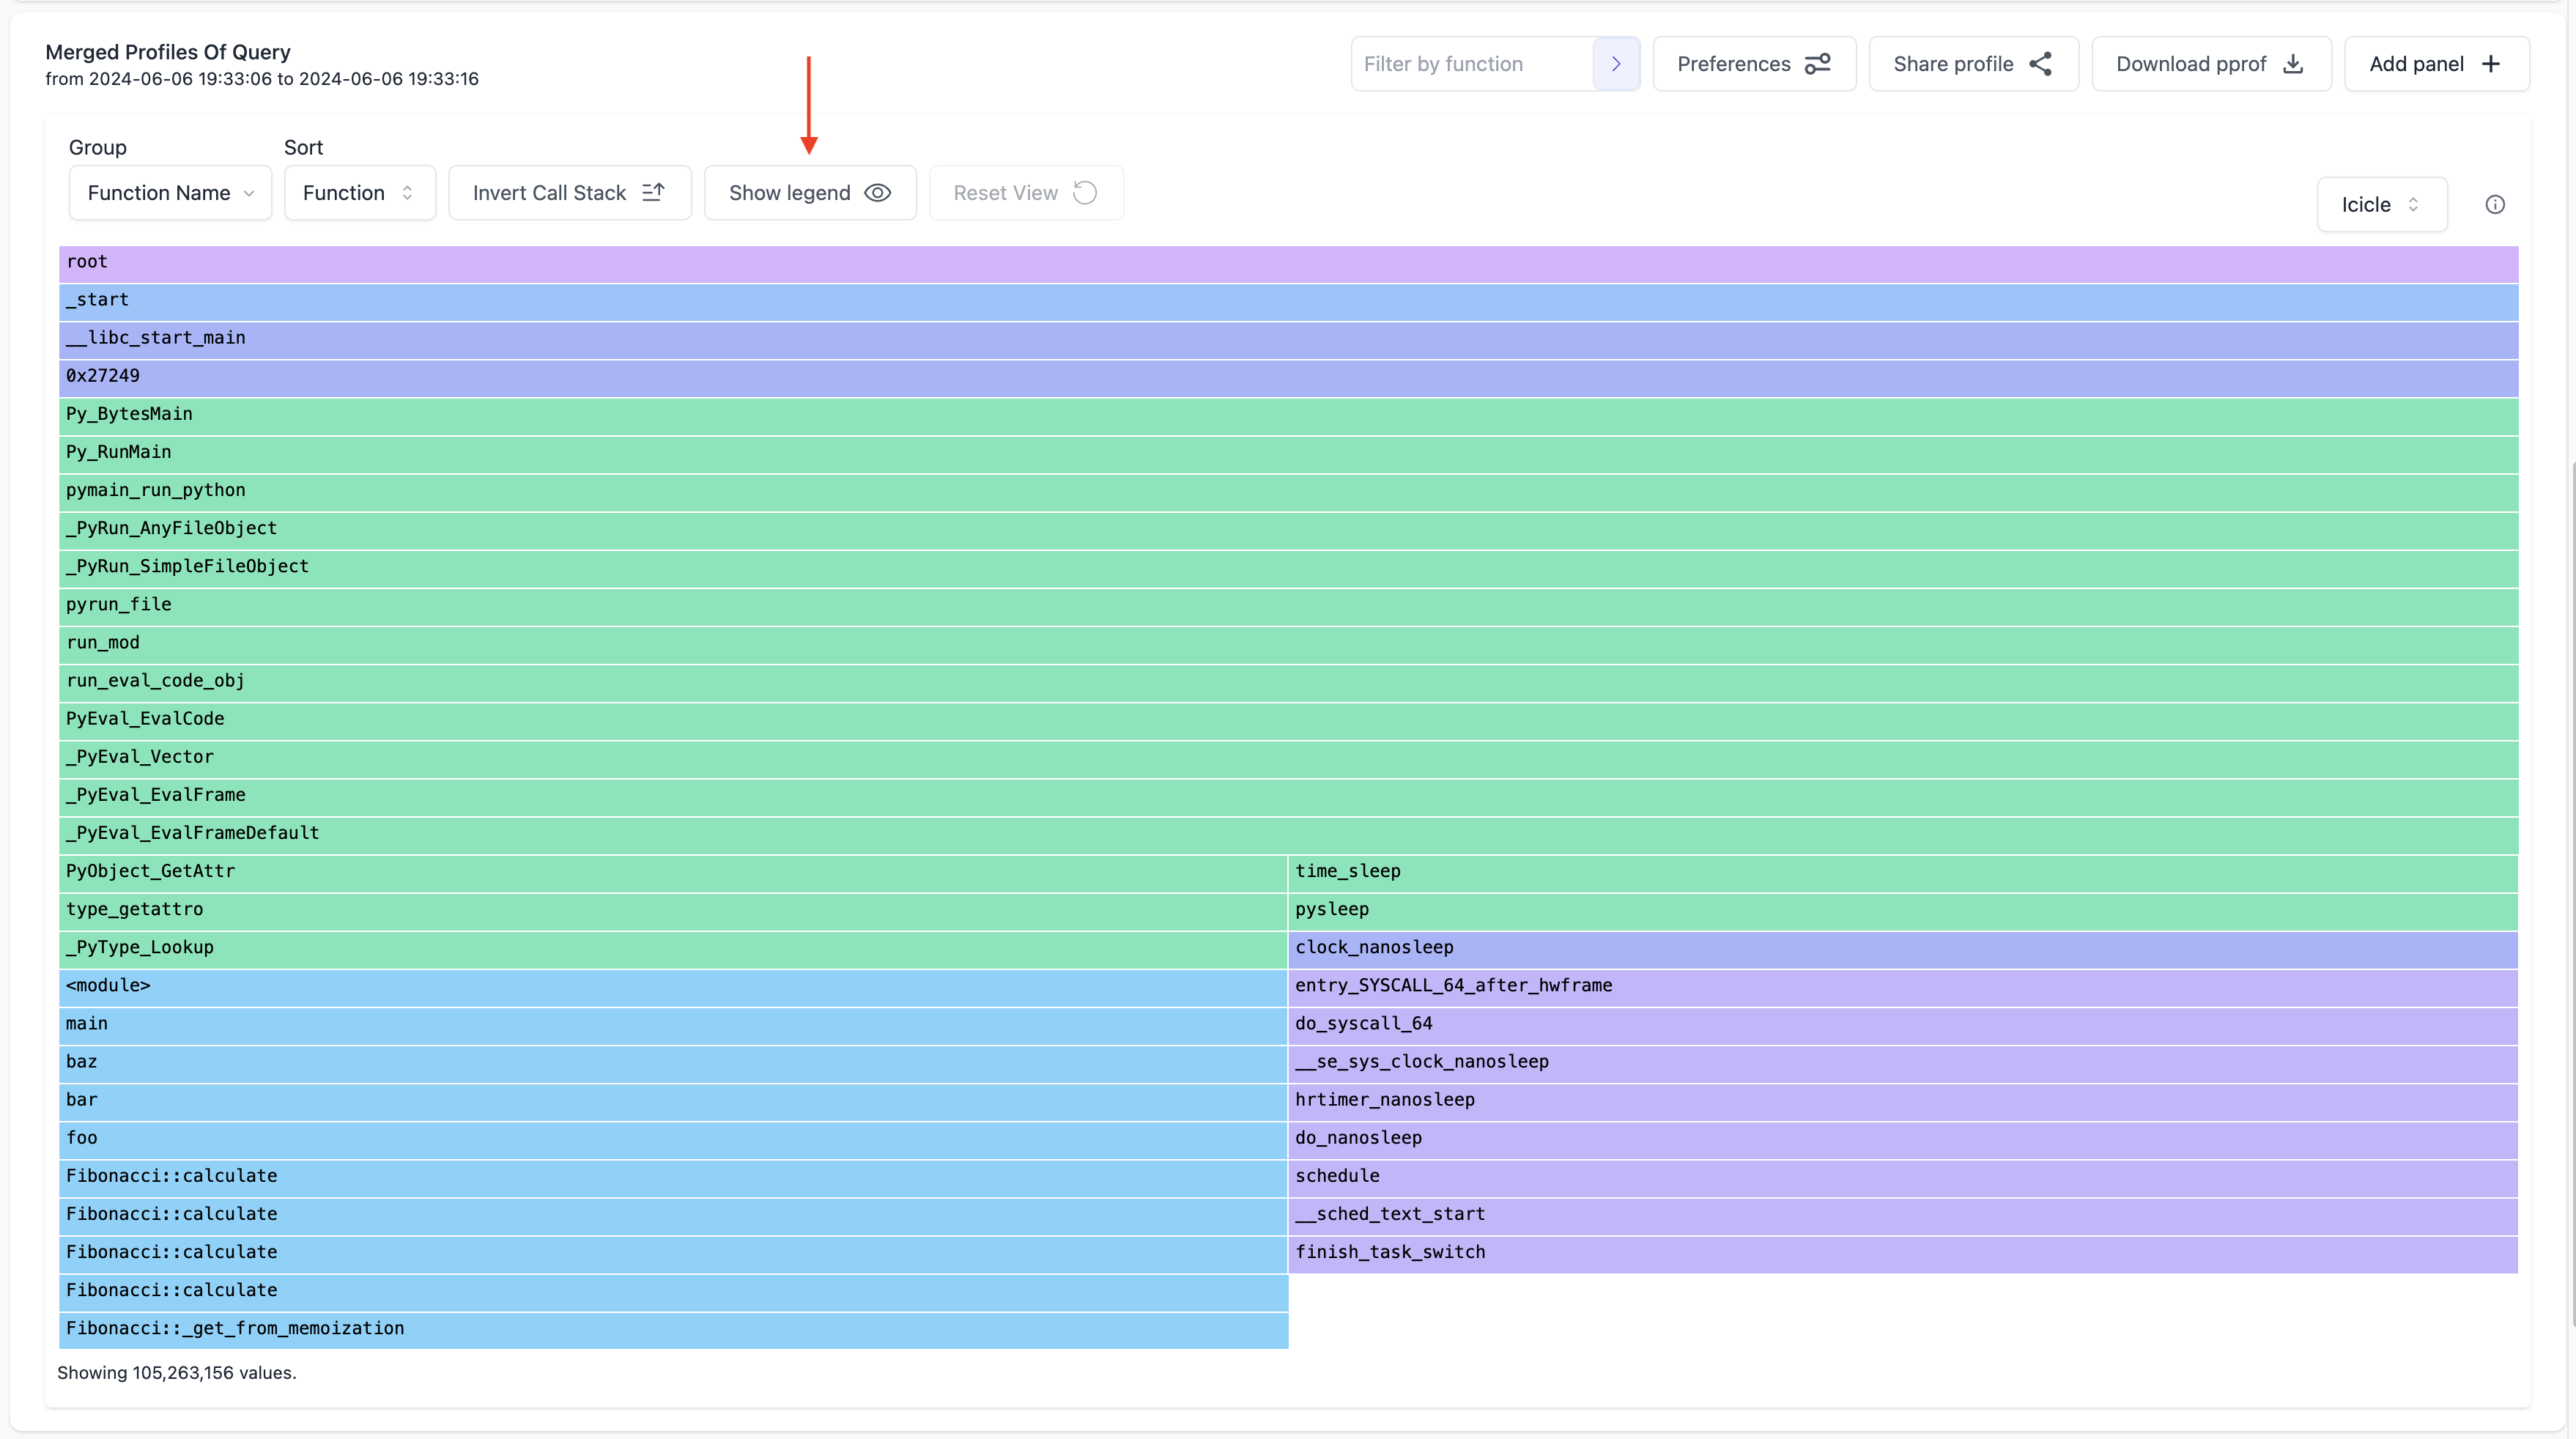 Merged Profiles Of Query
from 2024-06-06 19:33:06 to 2024-06-06 19:33:16
Filter by function
Preferences
Share profile
Download pprof
Add panel
Group
Sort
Function Name
Function
Invert Call Stack
Show legend
Reset View
Icicle
root
_start
__libc_start_main
0x27249
Py_BytesMain
Py_RunMain
pymain_run_python
_PyRun_AnyFileObject
_PyRun_SimpleFileObject
pyrun_file
run_mod
run_eval_code_obj
PyEval_EvalCode
_PyEval_Vector
_PyEval_EvalFrame
_PyEval_EvalFrameDefault
PyObject_GetAttr
time_sleep
type_getattro
pysleep
_PyType_Lookup
clock_nanosleep
<module>
entry_SYSCALL_64_after_hwframe
main
do_syscall_64
baz
__se_sys_clock_nanosleep
bar
hrtimer_nanosleep
foo
do_nanosleep
Fibonacci::calculate
schedule
Fibonacci::calculate
__sched_text_start
Fibonacci::calculate
finish_task_switch
Fibonacci::calculate
Fibonacci::_get_from_memoization
Showing 105,263,156 values.